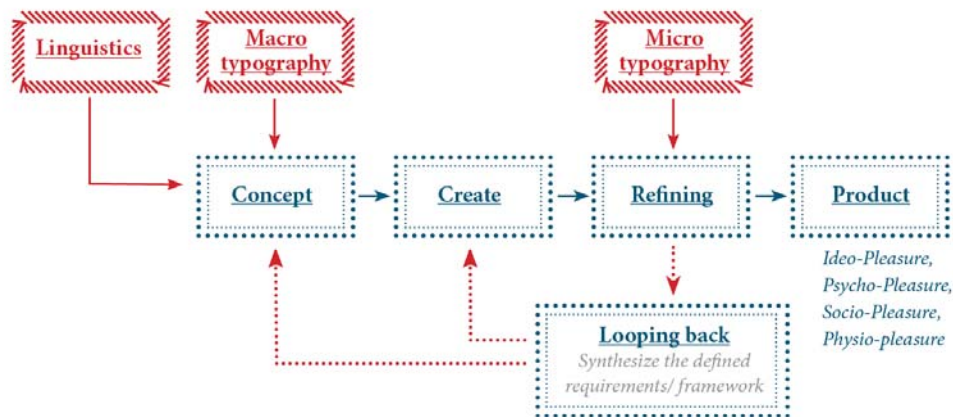 Linguistics
Macro
typography
Micro
typography
Concept
Create
Refining
Product
Ideo-Pleasure,
Psycho-Pleasure,
Socio-Pleasure,
Physio-pleasure
Looping back
Synthesize the defined
requirements/ framework